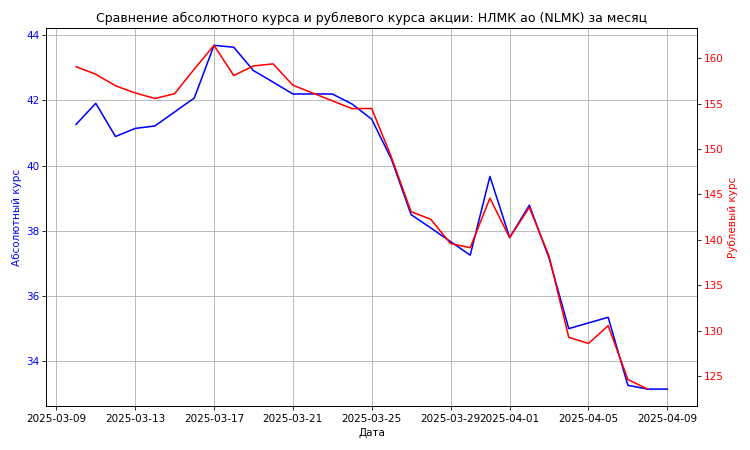 Сравнение абсолютного курса и рублевого курса акции: НЛМК ао (NLMK) за месяц
44
42
40
38
36
34
Абсолютный курс
160
155
150
145
140
135
130
125
Рублевый курс
2025-03-09 2025-03-13 2025-03-17 2025-03-21 2025-03-25 2025-03-29 2025-04-01 2025-04-05 2025-04-09
Дата